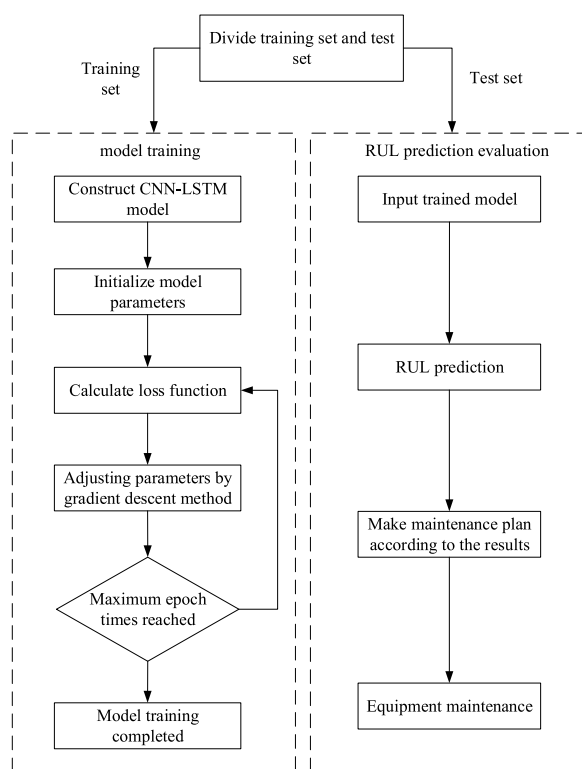 Divide training set and test
set
Training
set
Test set
model training
Construct CNN-LSTM
model
Initialize model
parameters
Calculate loss function
Adjusting parameters by
gradient descent method
Maximum epoch
times reached
Model training
completed
RUL prediction evaluation
Input trained model
RUL prediction
Make maintenance plan
according to the results
Equipment maintenance